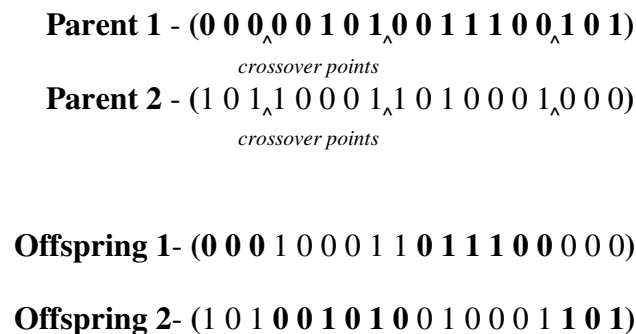 Parent 1 - (0 0 0^0 0 1 0 1^0 0 1 1 1 0 0^1 0 1)
crossover points
Parent 2 - (1 0 1^1 0 0 0 1^1 0 1 0 0 0 1^0 0 0)
crossover points
Offspring 1- (0 0 0 1 0 0 0 1 1 0 1 1 1 0 0 0 0 0)
Offspring 2- (1 0 1 0 0 1 0 1 0 0 1 0 0 0 1 1 0 1)